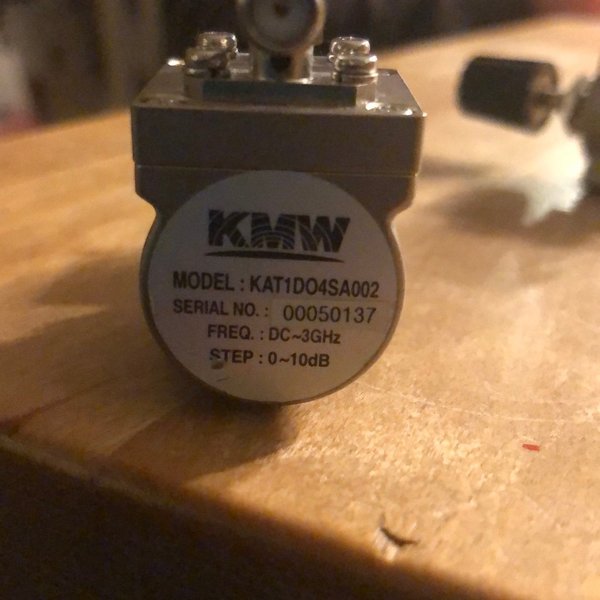 KMW
MODEL : KAT1DO4SA002
SERIAL NO. : 00050137
FREQ. : DC~3GHz
STEP : 0~10dB